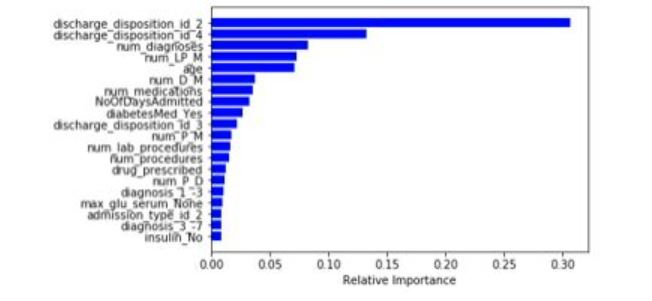 discharge_disposition_id_2
discharge_disposition_id_4
num_diagnoses
num_LP_M
age
num_D_M
num_medications
NoOfDaysAdmitted
diabetesMed_Yes
discharge_disposition_id_3
num_P_M
num_lab_procedures
num_procedures
drug_prescribed
num_P_D
diagnosis_1_-3
max_glu_serum_None
admission_type_id_2
diagnosis_3_-7
insulin_No
0.00 0.05 0.10 0.15 0.20 0.25 0.30
Relative Importance